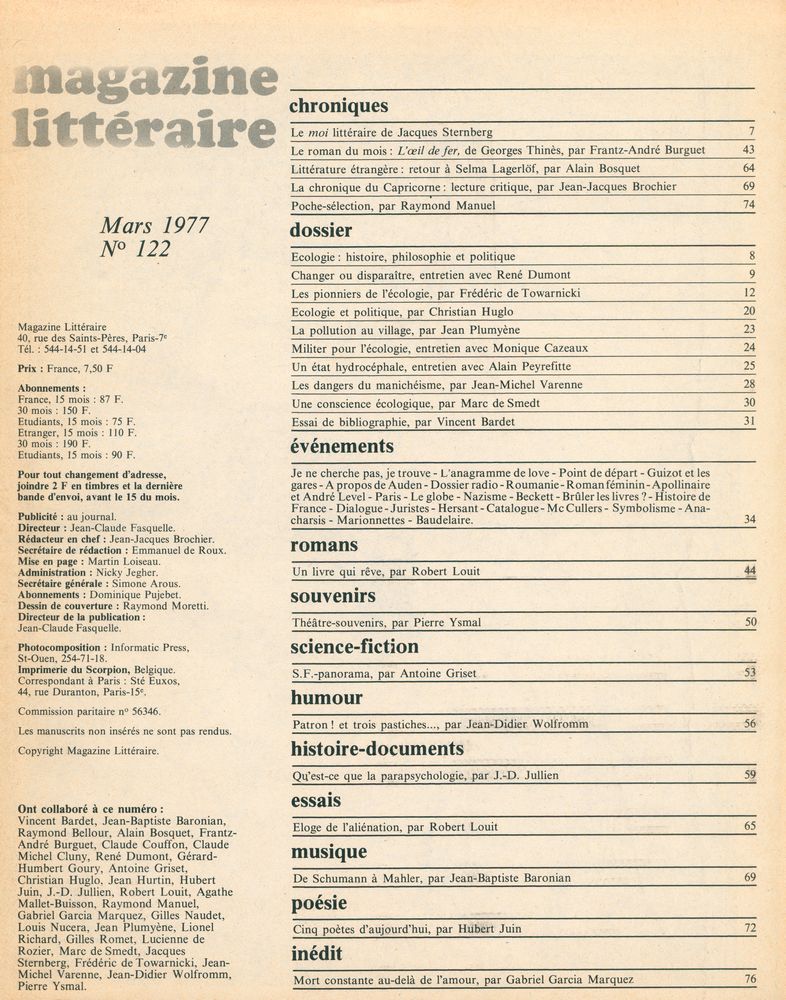 magazine
littéraire
Mars 1977
Nº 122
Magazine Littéraire
40, rue des Saints-Pères, Paris-7e
Tél. : 544-14-51 et 544-14-04
Prix : France, 7,50 F
Abonnements :
France, 15 mois : 87 F.
30 mois : 150 F.
Etudiants, 15 mois : 75 F.
Etranger, 15 mois : 110 F.
30 mois : 190 F.
Etudiants, 15 mois : 90 F.
Pour tout changement d'adresse,
joindre 2 F en timbres et la dernière
bande d'envoi, avant le 15 du mois.
Publicité : au journal.
Directeur : Jean-Claude Fasquelle.
Rédacteur en chef : Jean-Jacques Brochier.
Secrétaire de rédaction : Emmanuel de Roux.
Mise en page : Martin Loiseau.
Administration : Nicky Jegher.
Secrétaire générale : Simone Arous.
Abonnements : Dominique Pujebet.
Dessin de couverture : Raymond Moretti.
Directeur de la publication :
Jean-Claude Fasquelle.
Photocomposition : Informatic Press,
St-Ouen, 254-71-18.
Imprimerie du Scorpion, Belgique.
Correspondant à Paris : Sté Euxos,
44, rue Duranton, Paris-15e.
Commission paritaire nº 56346.
Les manuscrits non insérés ne sont pas rendus.
Copyright Magazine Littéraire.
Ont collaboré à ce numéro :
Vincent Bardet, Jean-Baptiste Baronian,
Raymond Bellour, Alain Bosquet, Frantz-
André Burguet, Claude Couffon, Claude
Michel Cluny, René Dumont, Gérard-
Humbert Goury, Antoine Griset,
Christian Huglo, Jean Hurtin, Hubert
Juin, J.-D. Jullien, Robert Louit, Agathe
Mallet-Buisson, Raymond Manuel,
Gabriel Garcia Marquez, Gilles Naudet,
Louis Nucera, Jean Plumyène, Lionel
Richard, Gilles Romet, Lucienne de
Rozier, Marc de Smedt, Jacques
Sternberg, Frédéric de Towarnicki, Jean-
Michel Varenne, Jean-Didier Wolfromm,
Pierre Ysmal.
chroniques
Le moi littéraire de Jacques Sternberg 7
Le roman du mois : L'œil de fer, de Georges Thinès, par Frantz-André Burguet 43
Littérature étrangère : retour à Selma Lagerlöf, par Alain Bosquet 64
La chronique du Capricorne : lecture critique, par Jean-Jacques Brochier 69
Poche-sélection, par Raymond Manuel 74
dossier
Ecologie : histoire, philosophie et politique 8
Changer ou disparaître, entretien avec René Dumont 9
Les pionniers de l'écologie, par Frédéric de Towarnicki 12
Ecologie et politique, par Christian Huglo 20
La pollution au village, par Jean Plumyène 23
Militer pour l'écologie, entretien avec Monique Cazeaux 24
Un état hydrocéphale, entretien avec Alain Peyrefitte 25
Les dangers du manichéisme, par Jean-Michel Varenne 28
Une conscience écologique, par Marc de Smedt 30
Essai de bibliographie, par Vincent Bardet 31
événements
Je ne cherche pas, je trouve - L'anagramme de love - Point de départ - Guizot et les
gares - A propos de Auden - Dossier radio - Roumanie - Roman féminin - Apollinaire
et André Level - Paris - Le globe - Nazisme - Beckett - Brûler les livres ? - Histoire de
France - Dialogue - Juristes - Hersant - Catalogue - Mc Cullers - Symbolisme - Ana-
charsis - Marionnettes - Baudelaire. 34
romans
Un livre qui rêve, par Robert Louit 44
souvenirs
Théâtre-souvenirs, par Pierre Ysmal 50
science-fiction
S.F.-panorama, par Antoine Griset 53
humour
Patron ! et trois pastiches..., par Jean-Didier Wolfromm 56
histoire-documents
Qu'est-ce que la parapsychologie, par J.-D. Jullien 59
essais
Eloge de l'aliénation, par Robert Louit 65
musique
De Schumann à Mahler, par Jean-Baptiste Baronian 69
poésie
Cinq poètes d'aujourd'hui, par Hubert Juin 72
inédit
Mort constante au-delà de l'amour, par Gabriel Garcia Marquez 76